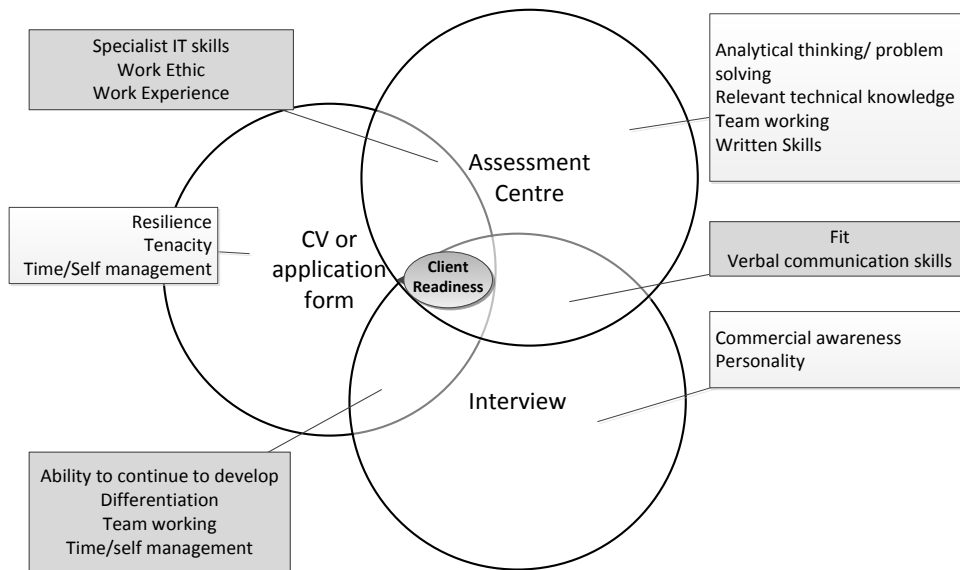 Specialist IT skills
Work Ethic
Work Experience
Analytical thinking/ problem
solving
Relevant technical knowledge
Team working
Written Skills
Assessment
Centre
Resilience
Tenacity
Time/Self management
CV or
application
form
Client
Readiness
Fit
Verbal communication skills
Commercial awareness
Personality
Interview
Ability to continue to develop
Differentiation
Team working
Time/self management